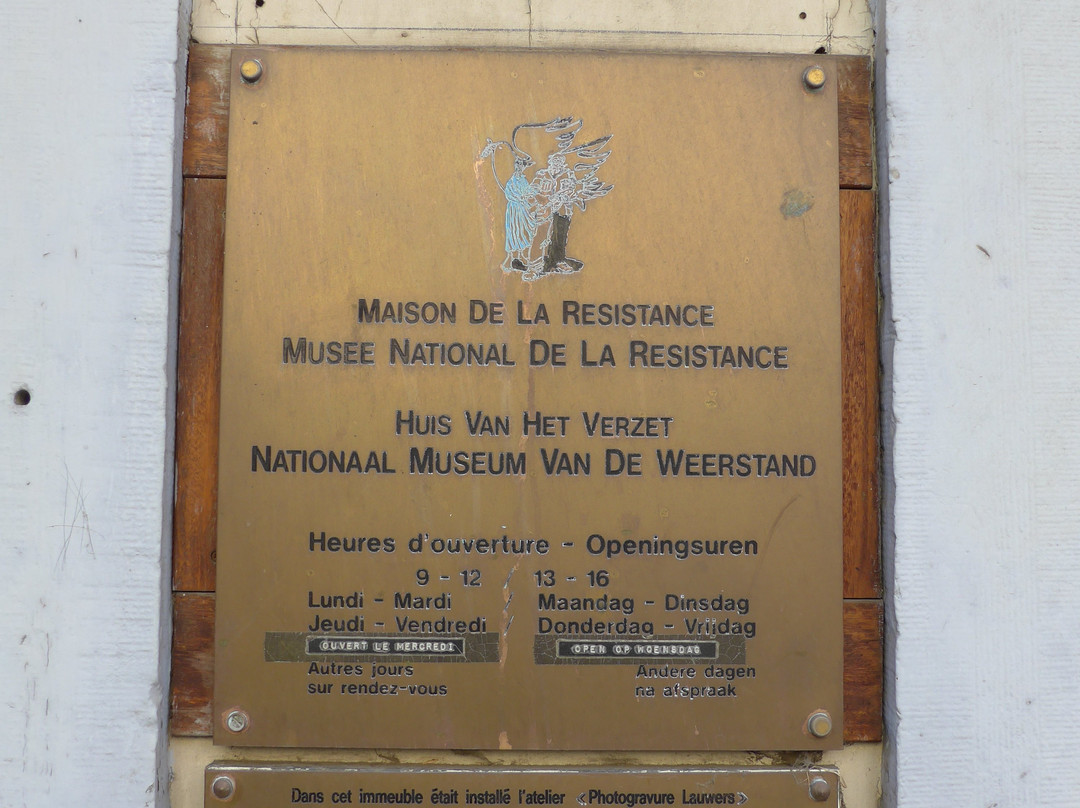 MAISON DE LA RESISTANCE
MUSEE NATIONAL DE LA RESISTANCE
HUIS VAN HET VERZET
NATIONAAL MUSEUM VAN DE WEERSTAND
Heures d'ouverture - Openingsuren
9 - 12 / 13 - 16
Lundi - Mardi Maandag - Dinsdag
Jeudi - Vendredi / Donderdag - Vrijdag
OUVERT LE MERCREDI OPEN OP WOENSDAG
Autres jours Andere dagen
sur rendez-vous na afspraak
Dans cet immeuble était installé l'atelier «Photogravure Lauwers»